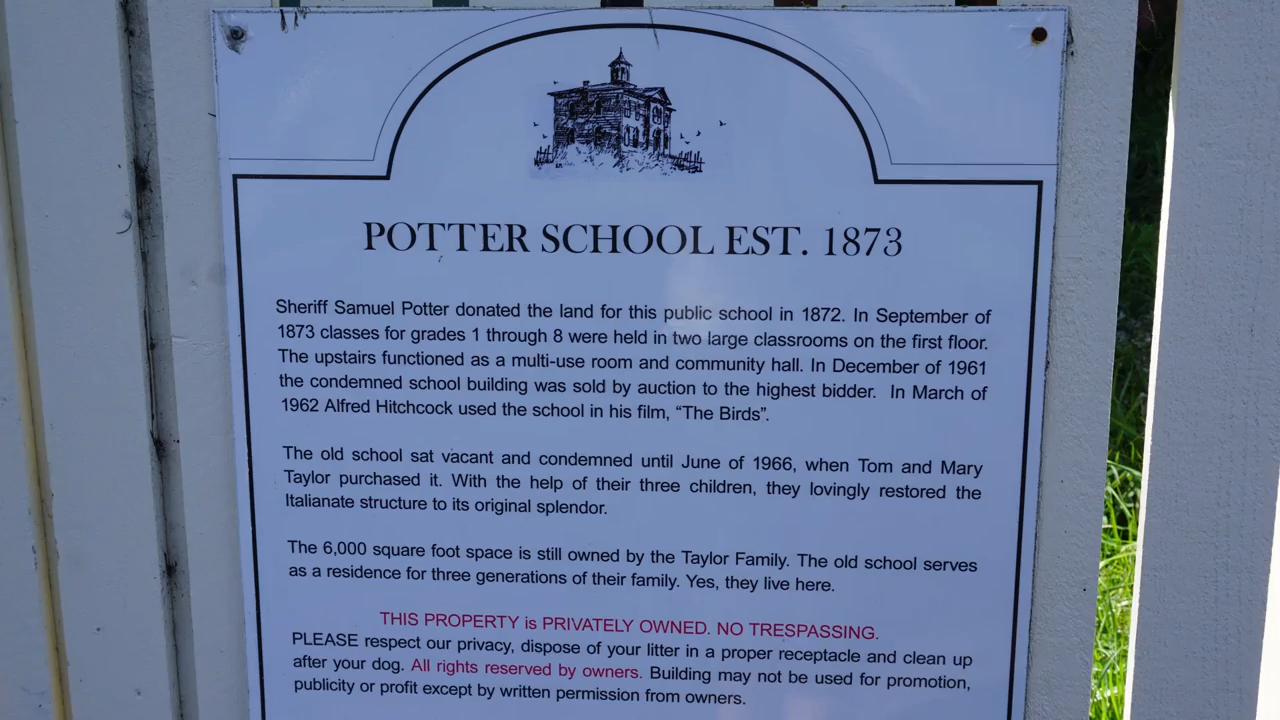 POTTER SCHOOL EST. 1873
Sheriff Samuel Potter donated the land for this public school in 1872. In September of
1873 classes for grades 1 through 8 were held in two large classrooms on the first floor.
The upstairs functioned as a multi-use room and community hall. In December of 1961
the condemned school building was sold by auction to the highest bidder. In March of
1962 Alfred Hitchcock used the school in his film, “The Birds”.
The old school sat vacant and condemned until June of 1966, when Tom and Mary
Taylor purchased it. With the help of their three children, they lovingly restored the
Italianate structure to its original splendor.
The 6,000 square foot space is still owned by the Taylor Family. The old school serves
as a residence for three generations of their family. Yes, they live here.
THIS PROPERTY is PRIVATELY OWNED. NO TRESPASSING.
PLEASE respect our privacy, dispose of your litter in a proper receptacle and clean up
after your dog. All rights reserved by owners. Building may not be used for promotion,
publicity or profit except by written permission from owners.